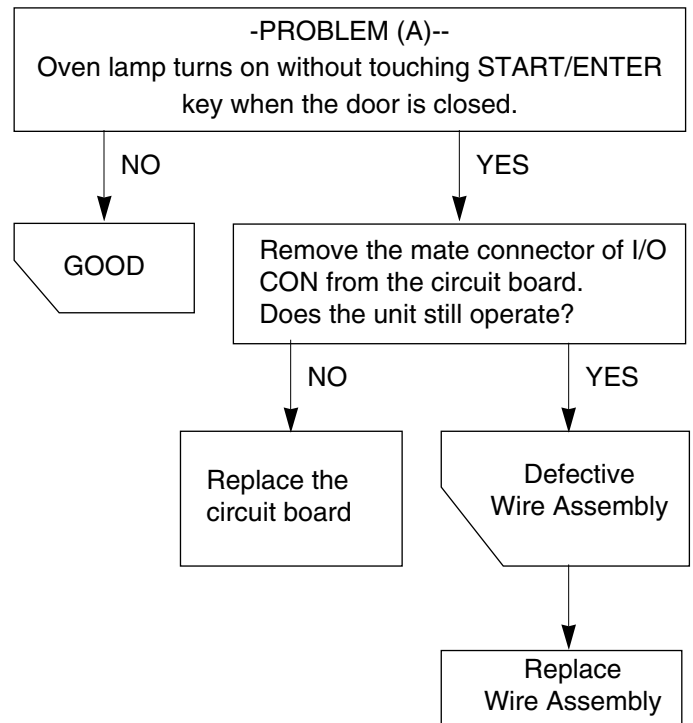 -PROBLEM (A)--
Oven lamp turns on without touching START/ENTER
key when the door is closed.
NO
YES
GOOD
Remove the mate connector of I/O
CON from the circuit board.
Does the unit still operate?
NO
YES
Replace the
circuit board
Defective
Wire Assembly
Replace
Wire Assembly